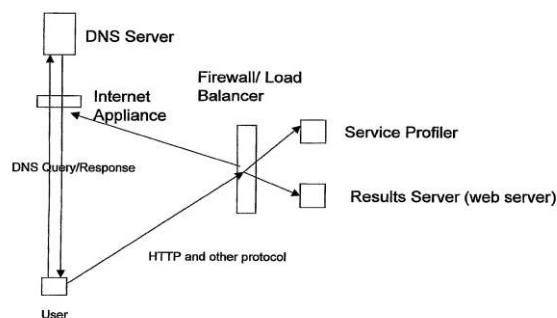 DNS Server
Firewall/ Load
Balancer
Internet
Appliance
Service Profiler
DNS Query/Response
Results Server (web server)
HTTP and other protocol
User